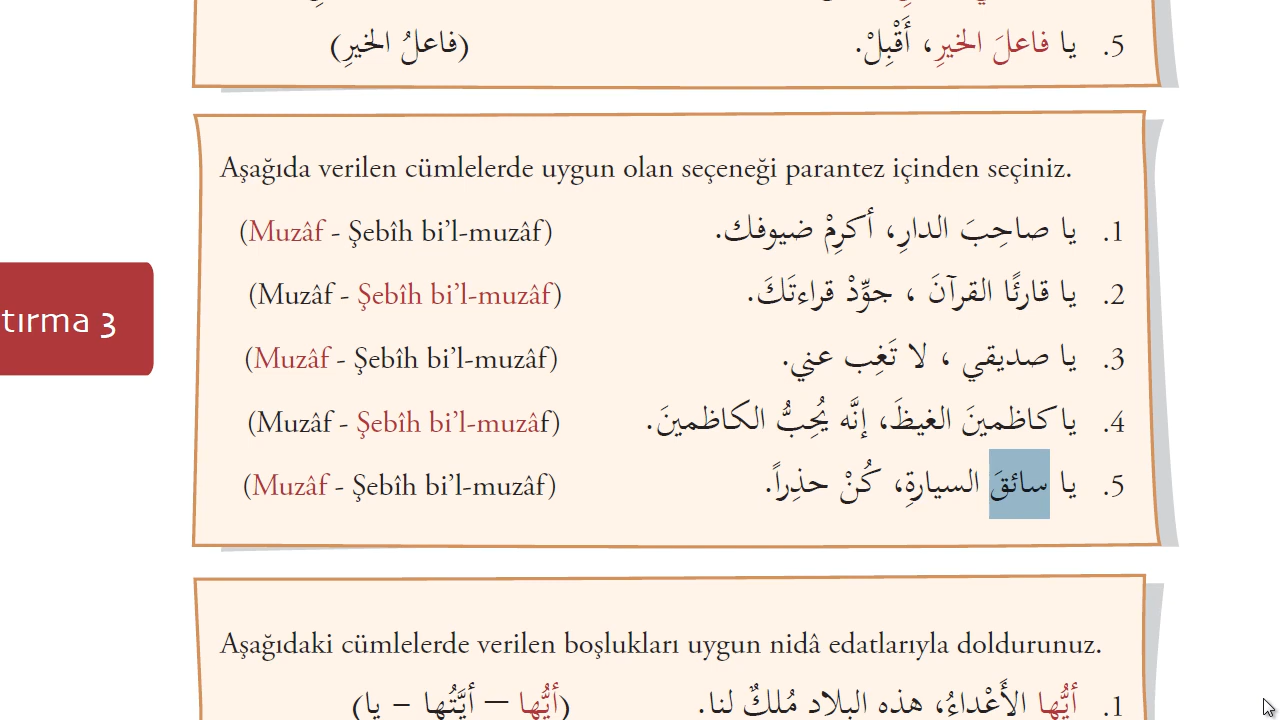 5. يا فاعلَ الخيرِ، أَقْبِلْ. (فاعلُ الخيرِ)
Aşağıda verilen cümlelerde uygun olan seçeneği parantez içinden seçiniz.
1. يا صاحِبَ الدارِ، أكرِمْ ضيوفك. (Muzâf - Şebîh bi’l-muzâf)
2. يا قارئًا القرآنَ ، جوِّدْ قراءتَكَ. (Muzâf - Şebîh bi’l-muzâf)
3. يا صديقي ، لا تَغِب عني. (Muzâf - Şebîh bi’l-muzâf)
4. يا كاظمينَ الغيظَ، إنَّه يُحِبُّ الكاظمينَ. (Muzâf - Şebîh bi’l-muzâf)
5. يا سائقَ السيارةِ، كُنْ حذِراً. (Muzâf - Şebîh bi’l-muzâf)
tırma 3
Aşağıdaki cümlelerde verilen boşlukları uygun nidâ edatlarıyla doldurunuz.
1. أيُّها الأَعْداءُ، هذه البلاد مُلكٌ لنا. (أيُّها – أيَّتُها – يا)